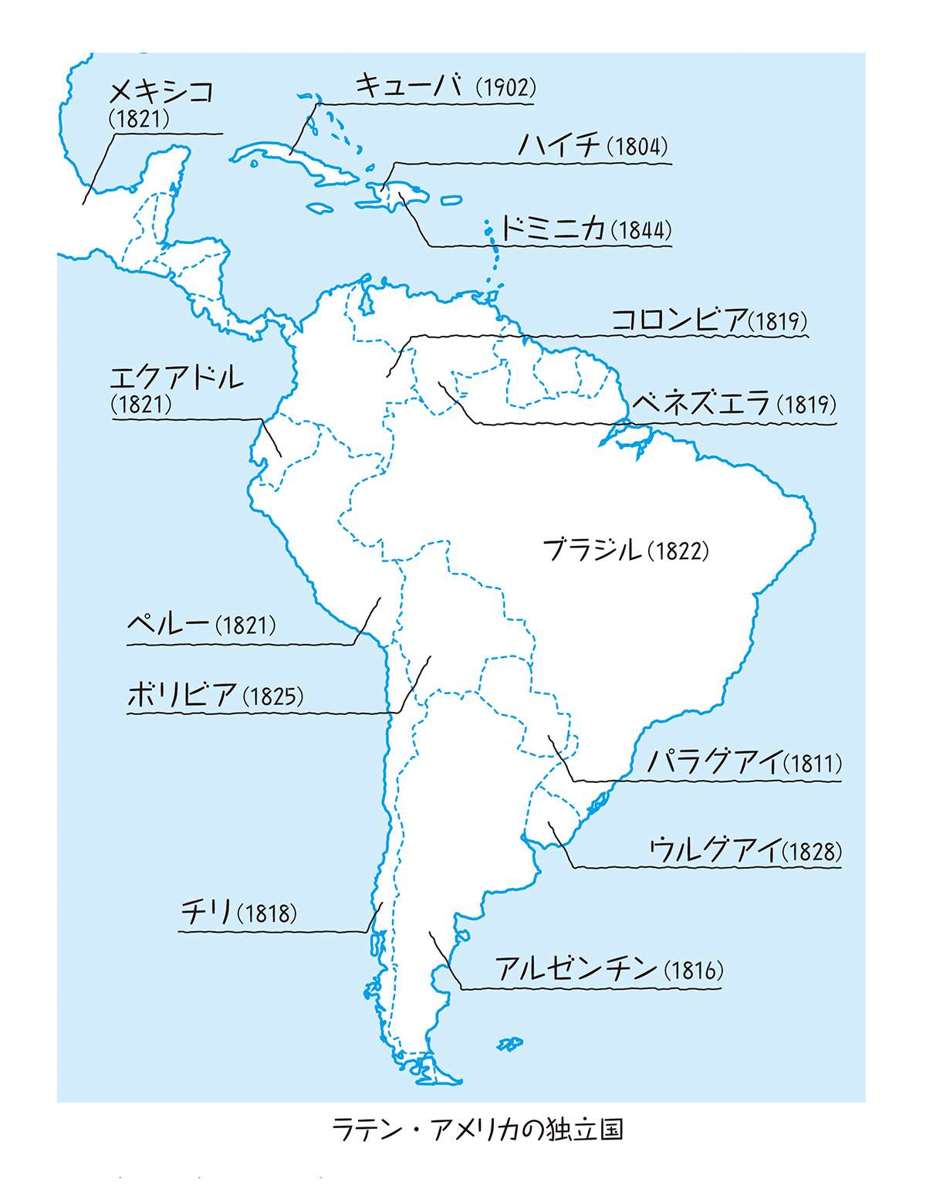 メキシコ
(1821)
キューバ (1902)
ハイチ (1804)
ドミニカ (1844)
コロンビア(1819)
エクアドル
(1821)
ベネズエラ (1819)
ブラジル (1822)
ペルー (1821)
ボリビア (1825)
パラグアイ(1811)
ウルグアイ(1828)
チリ (1818)
アルゼンチン (1816)
ラテン・アメリカの独立国